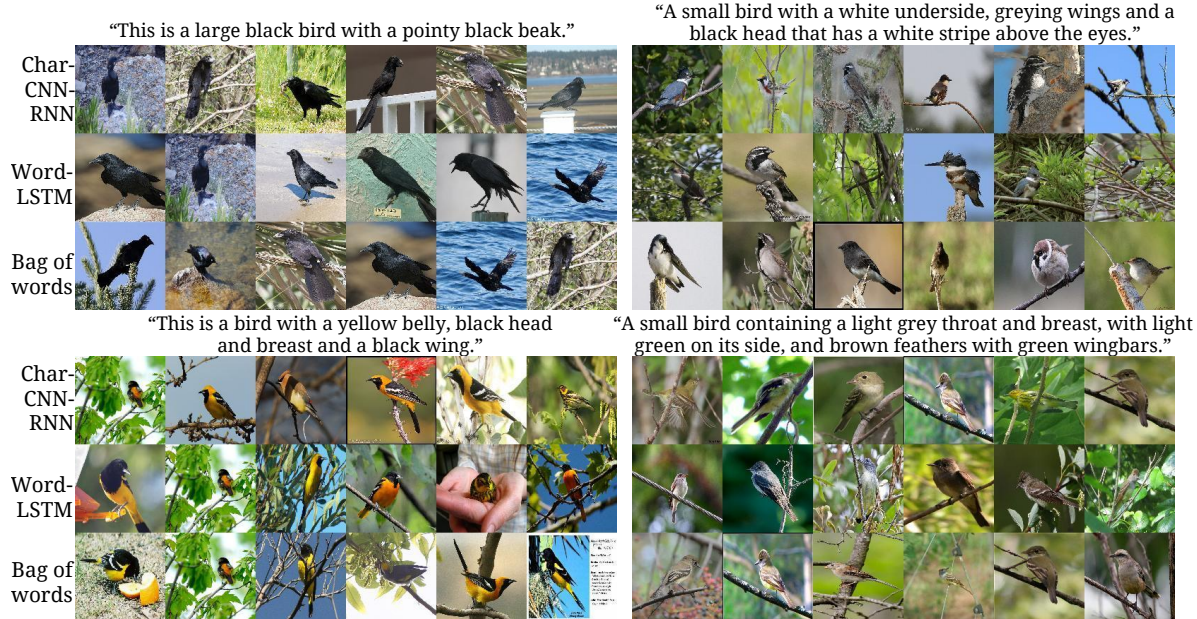 “This is a large black bird with a pointy black beak.”
“A small bird with a white underside, greying wings and a
black head that has a white stripe above the eyes.”
Char-
CNN-
RNN
Word-
LSTM
Bag of
words
“This is a bird with a yellow belly, black head
and breast and a black wing.”
“A small bird containing a light grey throat and breast, with light
green on its side, and brown feathers with green wingbars.”
Char-
CNN-
RNN
Word-
LSTM
Bag of
words